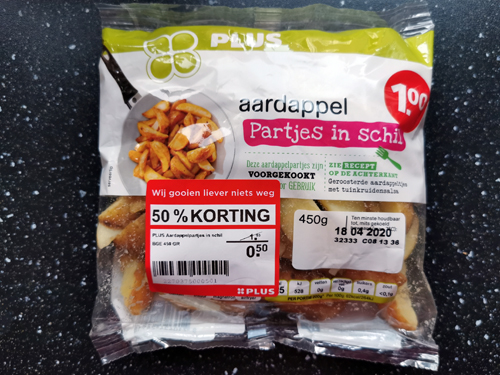 PLUS
1.00
aardappel
Partjes in schil
Deze aardappelpartjes zijn
VOORGEKOOKT
GEBRUIK
ZIE RECEPT
OP DE ACHTERKANT
Geroosterde aardappeltjes
met tuinkruidensalsa
Wij gooien liever niets weg
50 % KORTING
PLUS Aardappelpartjes in schil
450 GR
0.50
PLUS
450g
Ten minste houdbaar
tot, mits gekoeld
18 04 2020
32333 C08 13 36